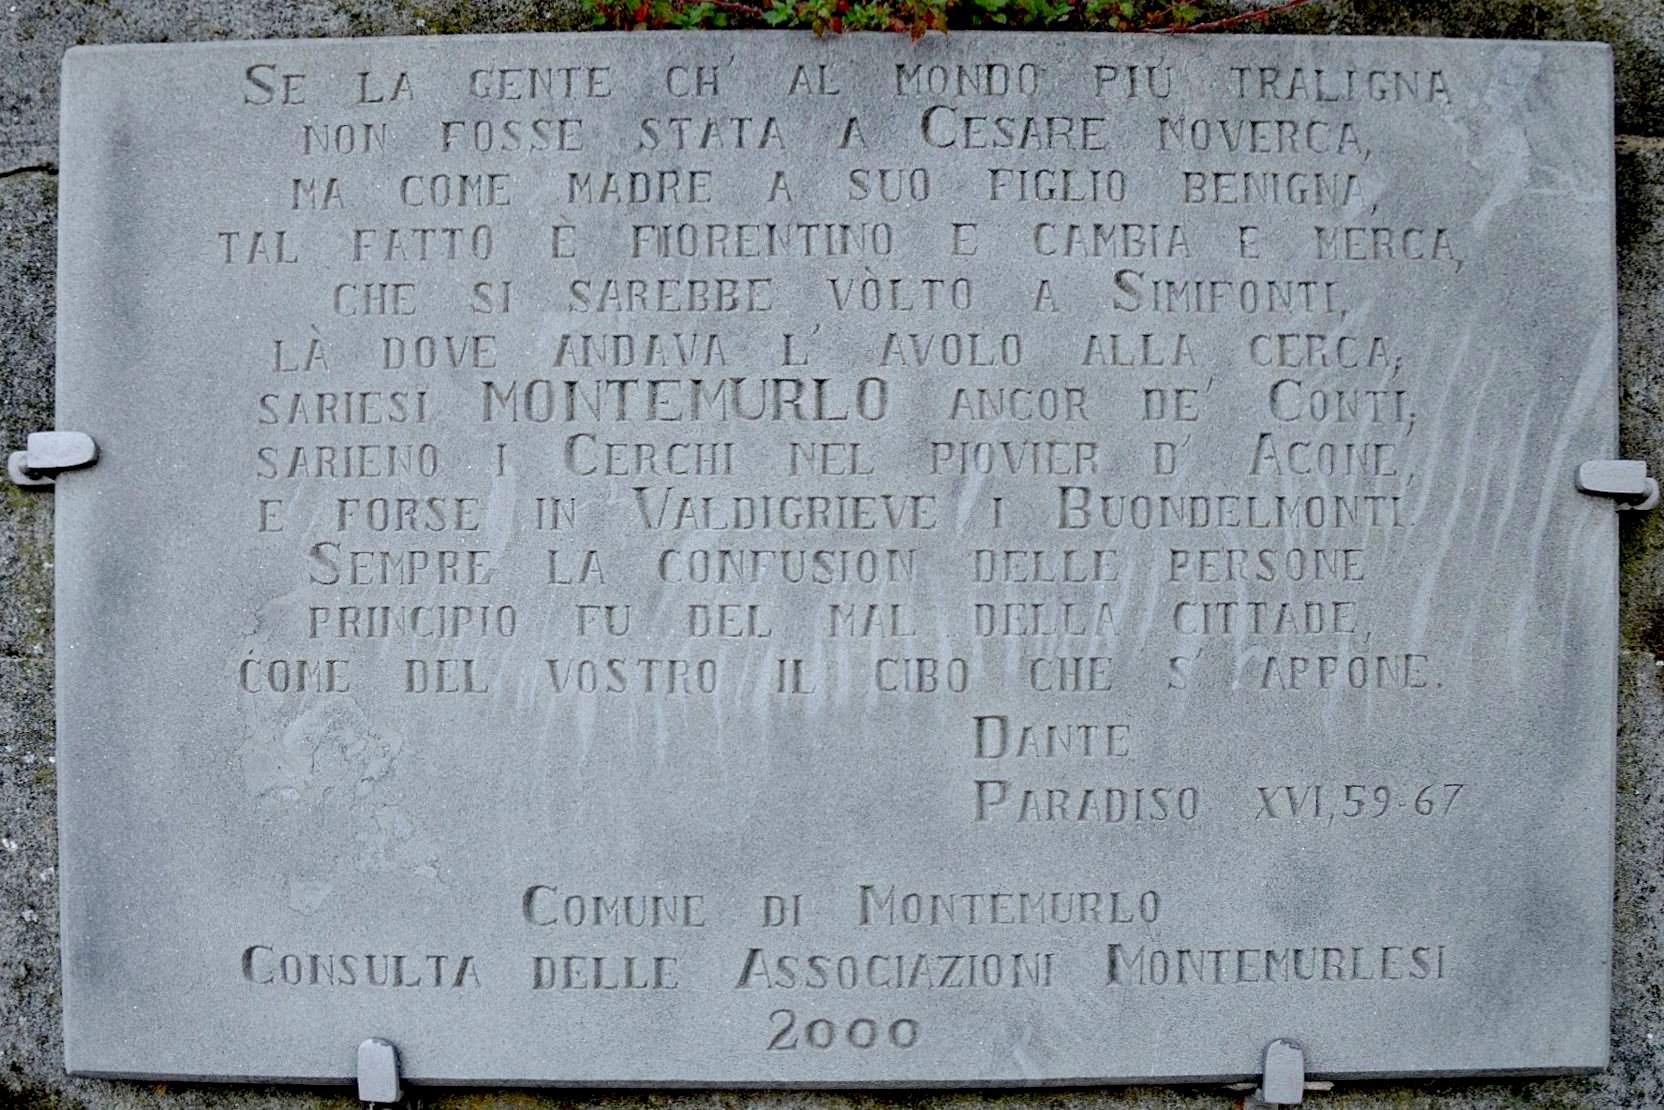 SE LA GENTE CH' AL MONDO PIÚ TRALIGNA
NON FOSSE STATA A CESARE NOVERCA,
MA COME MADRE A SUO FIGLIO BENIGNA,
TAL FATTO È FIORENTINO E CAMBIA E MERCA,
CHE SI SAREBBE VÒLTO A SIMIFONTI,
LÀ DOVE ANDAVA L' AVOLO ALLA CERCA;
SARIESI MONTEMURLO ANCOR DE' CONTI;
SARIENO I CERCHI NEL PIOVIER D' ACONE,
E FORSE IN VALDIGRIEVE I BUONDELMONTI.
SEMPRE LA CONFUSION DELLE PERSONE
PRINCIPIO FU DEL MAL DELLA CITTADE,
COME DEL VOSTRO IL CIBO CHE S' APPONE.
DANTE
PARADISO XVI,59-67
COMUNE DI MONTEMURLO
CONSULTA DELLE ASSOCIAZIONI MONTEMURLESI
2000